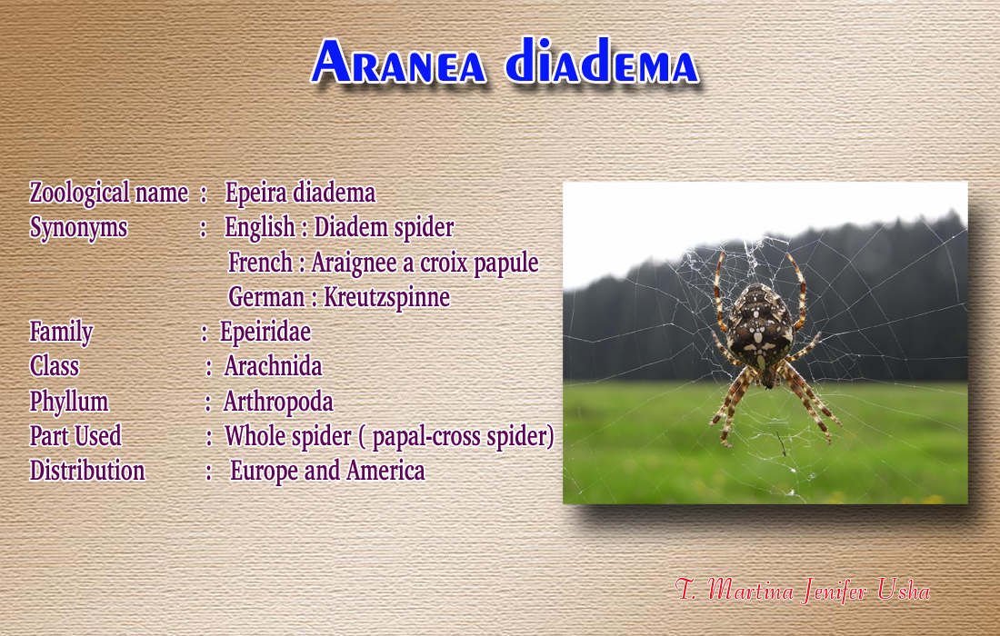 Aranea diadema
Zoological name : Epeira diadema
Synonyms : English : Diadem spider
French : Araignee a croix papule
German : Kreutzspinne
Family : Epeiridae
Class : Arachnida
Phyllum : Arthropoda
Part Used : Whole spider ( papal-cross spider)
Distribution : Europe and America
T. Martina Jenifer Usha